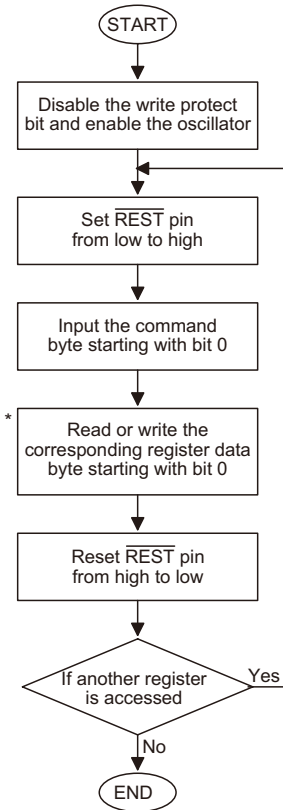 START
Disable the write protect
bit and enable the oscillator
Set REST pin
from low to high
Input the command
byte starting with bit 0
*
Read or write the
corresponding register data
byte starting with bit 0
Reset REST pin
from high to low
If another register
is accessed
Yes
No
END